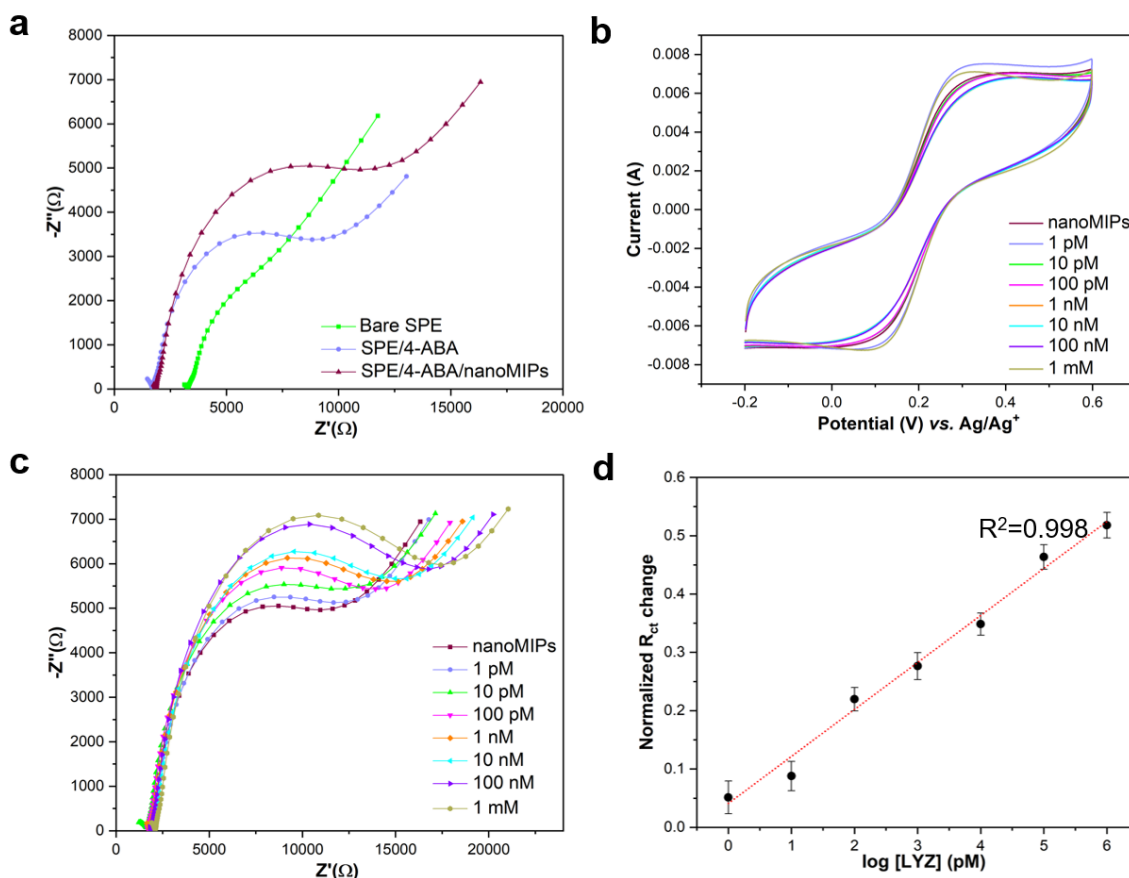 a
8000
7000
6000
5000
4000
3000
2000
1000
0
-Z''(Ω)
Bare SPE
SPE/4-ABA
SPE/4-ABA/nanoMIPs
0
5000
10000
15000
20000
Z'(Ω)
b
0.010
0.008
0.006
0.004
0.002
0.000
-0.002
-0.004
-0.006
-0.008
Current (A)
nanoMIPs
1 pM
10 pM
100 pM
1 nM
10 nM
100 nM
1 mM
-0.2
0.0
0.2
0.4
0.6
Potential (V) vs. Ag/Ag⁺
c
8000
7000
6000
5000
4000
3000
2000
1000
0
-Z''(Ω)
nanoMIPs
1 pM
10 pM
100 pM
1 nM
10 nM
100 nM
1 mM
0
5000
10000
15000
20000
Z'(Ω)
d
0.6
0.5
0.4
0.3
0.2
0.1
0.0
Normalized Rct change
R²=0.998
0
1
2
3
4
5
6
log [LYZ] (pM)